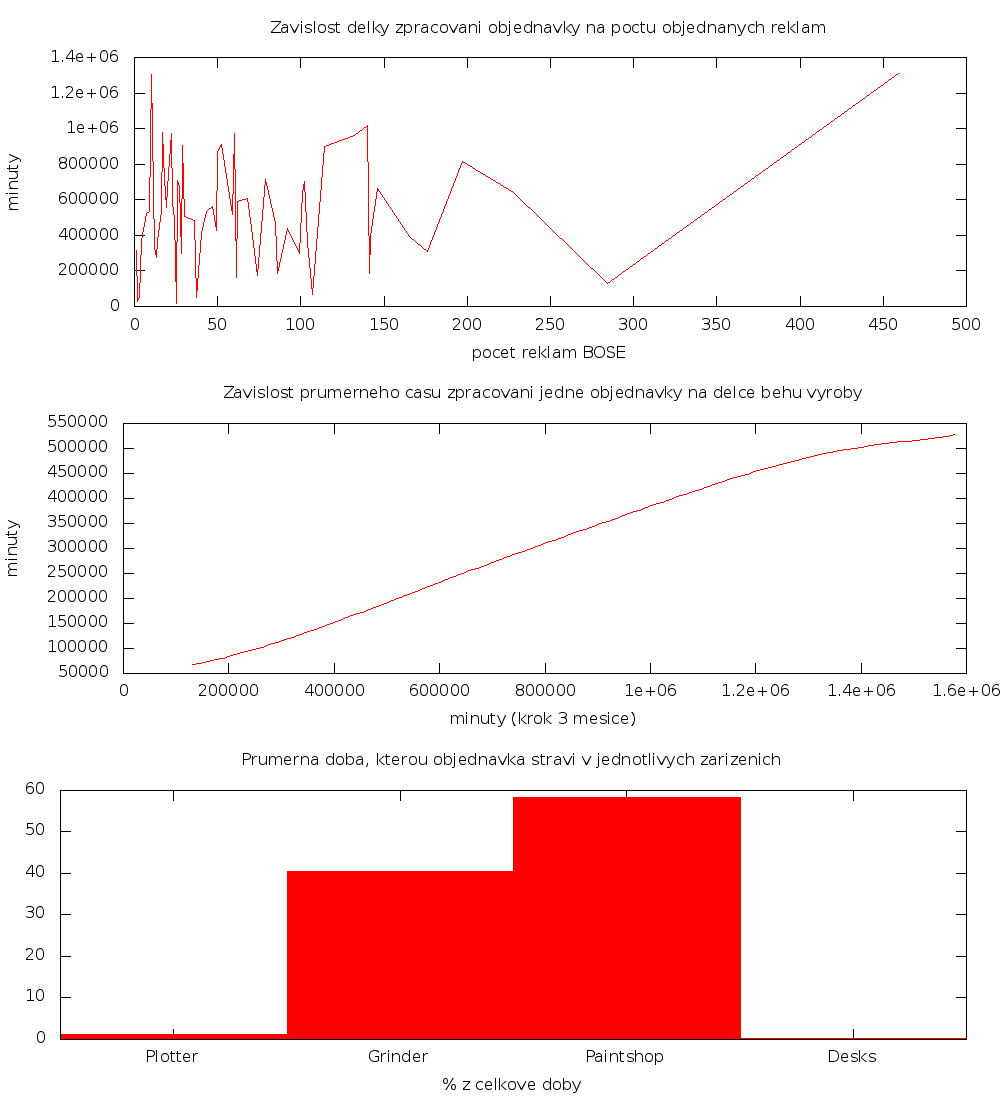 Zavislost delky zpracovani objednavky na poctu objednanych reklam
1.4e+06
1.2e+06
1e+06
800000
600000
400000
200000
0
minuty
0 50 100 150 200 250 300 350 400 450 500
pocet reklam BOSE
Zavislost prumerneho casu zpracovani jedne objednavky na delce behu vyroby
550000
500000
450000
400000
350000
300000
250000
200000
150000
100000
50000
minuty
0 200000 400000 600000 800000 1e+06 1.2e+06 1.4e+06 1.6e+06
minuty (krok 3 mesice)
Prumerna doba, kterou objednavka stravi v jednotlivych zarizenich
60
50
40
30
20
10
0
Plotter Grinder Paintshop Desks
% z celkove doby